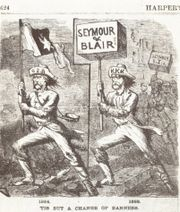 624 HARPER'
SEYMOUR
&
BLAIR
K.K.K.
1864. 1868.
'TIS BUT A CHANGE OF BANNERS.